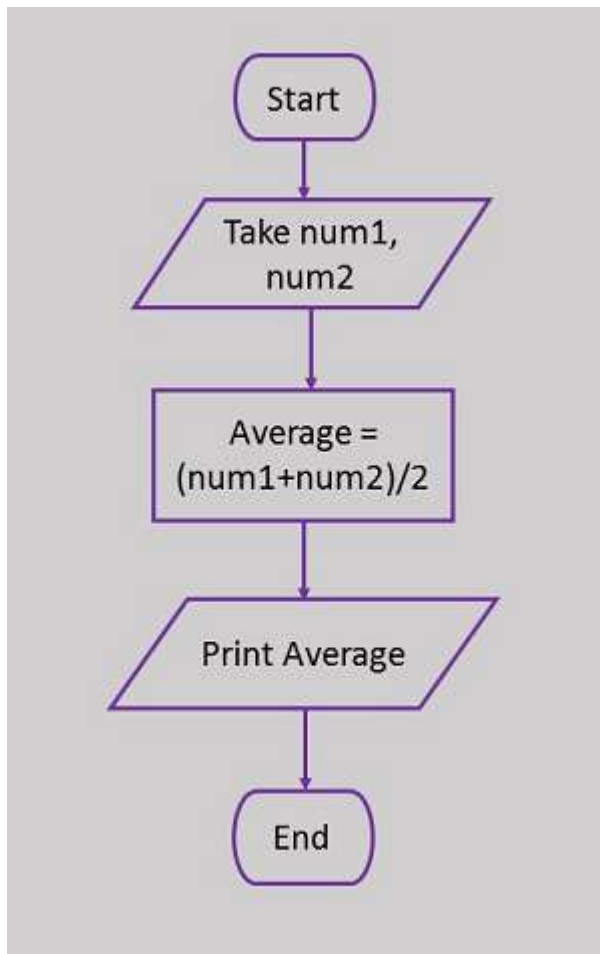 Start
Take num1,
num2
Average =
(num1+num2)/2
Print Average
End